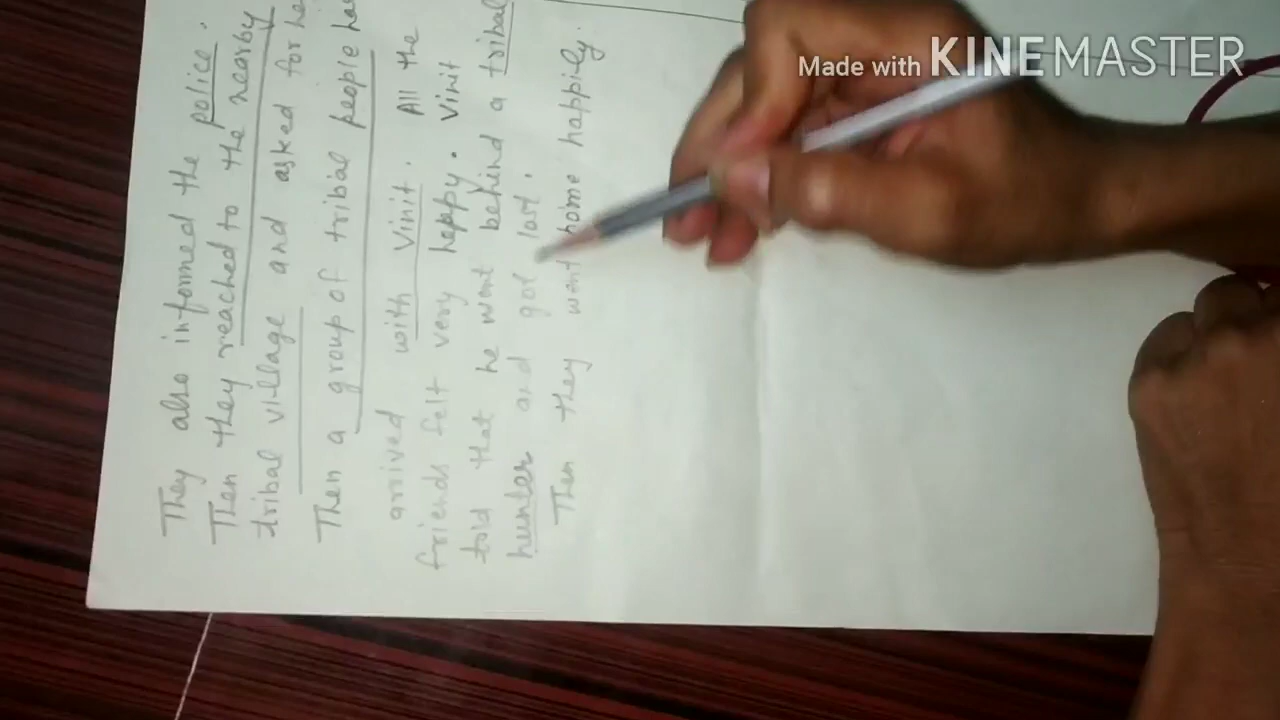 They also informed the police.
Then they reached to the nearby
tribal village and asked for he
Then a group of tribal people ha
arrived with Vinit. All the
friends felt very happy. Vinit
told that he went behind a tribal
hunter and got lost.
Then they went home happily.
Made with KINEMASTER